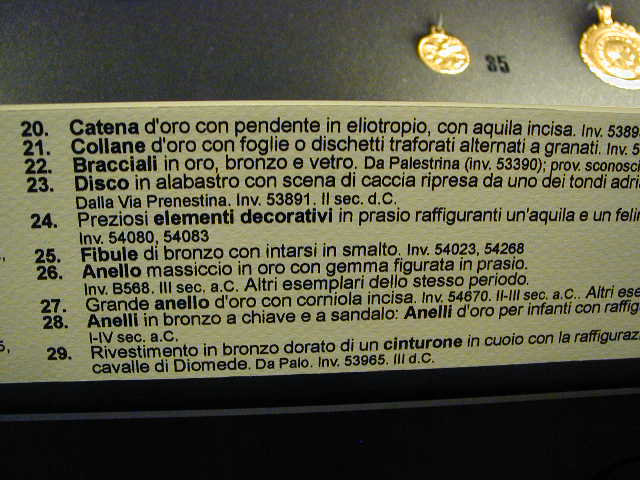 85
20. Catena d'oro con pendente in eliotropio, con aquila incisa. Inv. 5389
21. Collane d'oro con foglie o dischetti traforati alternati a granati. Inv. 5
22. Bracciali in oro, bronzo e vetro. Da Palestrina (inv. 53390); prov. sconosci
23. Disco in alabastro con scena di caccia ripresa da uno dei tondi adri
Dalla Via Prenestina. Inv. 53891. II sec. d.C.
24. Preziosi elementi decorativi in prasio raffiguranti un'aquila e un feli
Inv. 54080, 54083
25. Fibule di bronzo con intarsi in smalto. Inv. 54023, 54268
26. Anello massiccio in oro con gemma figurata in prasio.
Inv. B568. III sec. a.C. Altri esemplari dello stesso periodo.
27. Grande anello d'oro con corniola incisa. Inv. 54670. II-III sec. a.C.. Altri ese
28. Anelli in bronzo a chiave e a sandalo: Anelli d'oro per infanti con raffig
I-IV sec. a.C.
5,
29. Rivestimento in bronzo dorato di un cinturone in cuoio con la raffiguraz
cavalle di Diomede. Da Palo. Inv. 53965. III d.C.